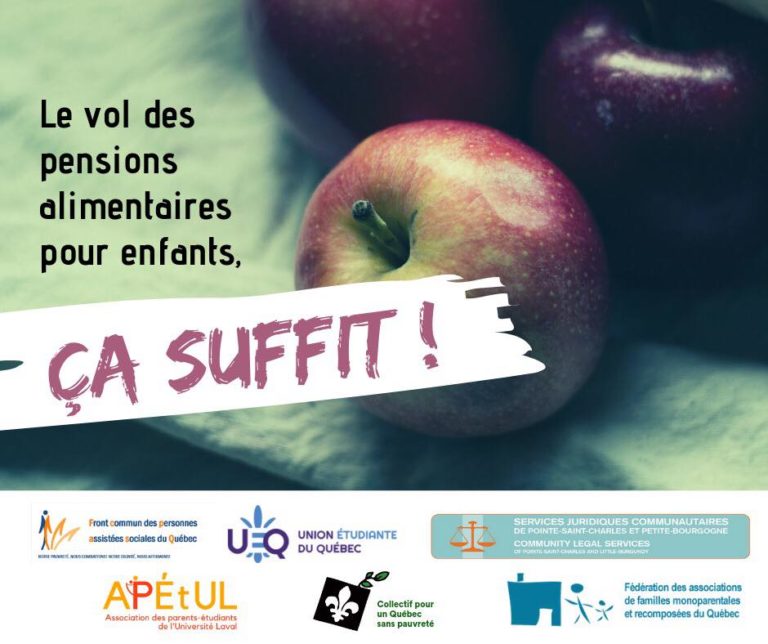 Le vol des
pensions
alimentaires
pour enfants,
ÇA SUFFIT !
Front commun des personnes
assistées sociales du Québec
UEQ UNION ÉTUDIANTE
DU QUÉBEC
SERVICES JURIDIQUES COMMUNAUTAIRES
DE POINTE-SAINT-CHARLES ET PETITE-BOURGOGNE
COMMUNITY LEGAL SERVICES
OF POINTE-SAINT-CHARLES AND LITTLE-BURGUNDY
APÉtUL
Association des parents-étudiants
de l'Université Laval
Collectif pour
un Québec
sans pauvreté
Fédération des associations
de familles monoparentales
et recomposées du Québec